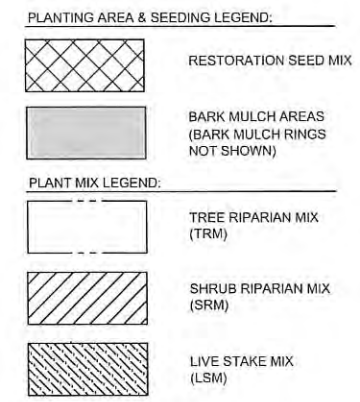 PLANTING AREA & SEEDING LEGEND:
RESTORATION SEED MIX
BARK MULCH AREAS
(BARK MULCH RINGS
NOT SHOWN)
PLANT MIX LEGEND:
TREE RIPARIAN MIX
(TRM)
SHRUB RIPARIAN MIX
(SRM)
LIVE STAKE MIX
(LSM)